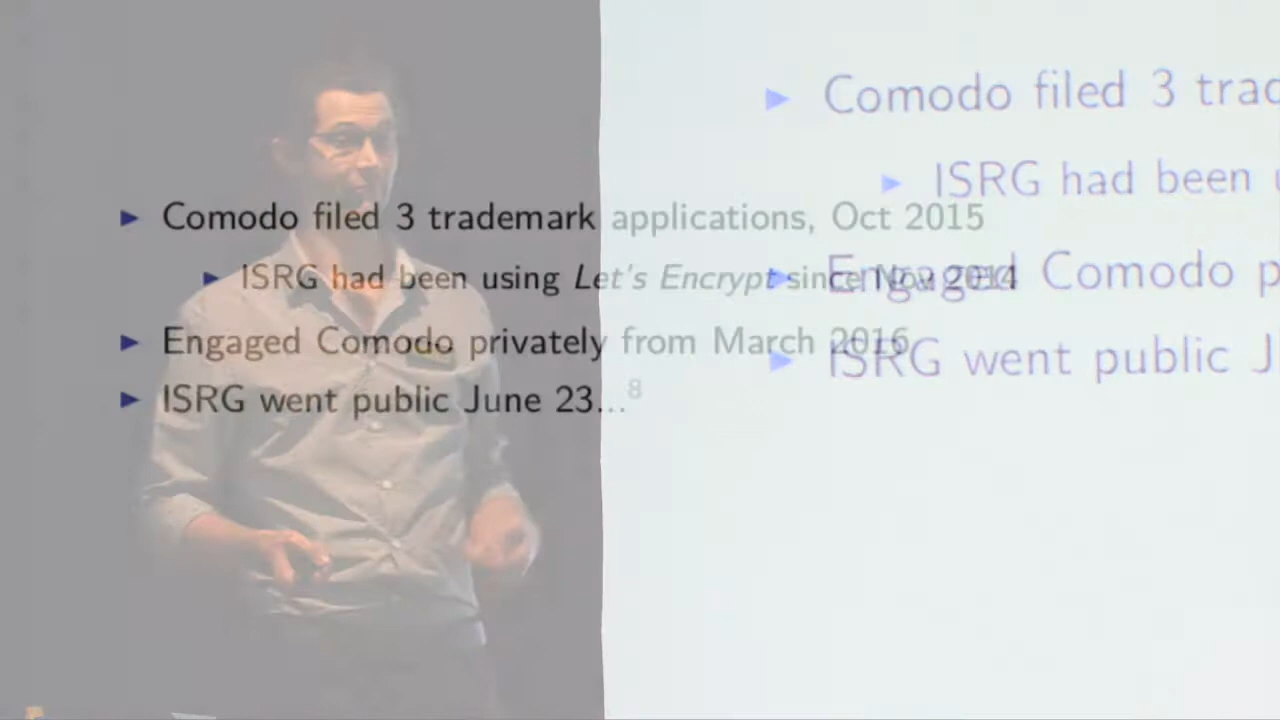 Comodo filed 3 trademark applications, Oct 2015
ISRG had been using Let's Encrypt since Nov 2014
Engaged Comodo privately from March 2016
ISRG went public June 23...8
Comodo filed 3 trad
ISRG had been u
Engaged Comodo p
ISRG went public J